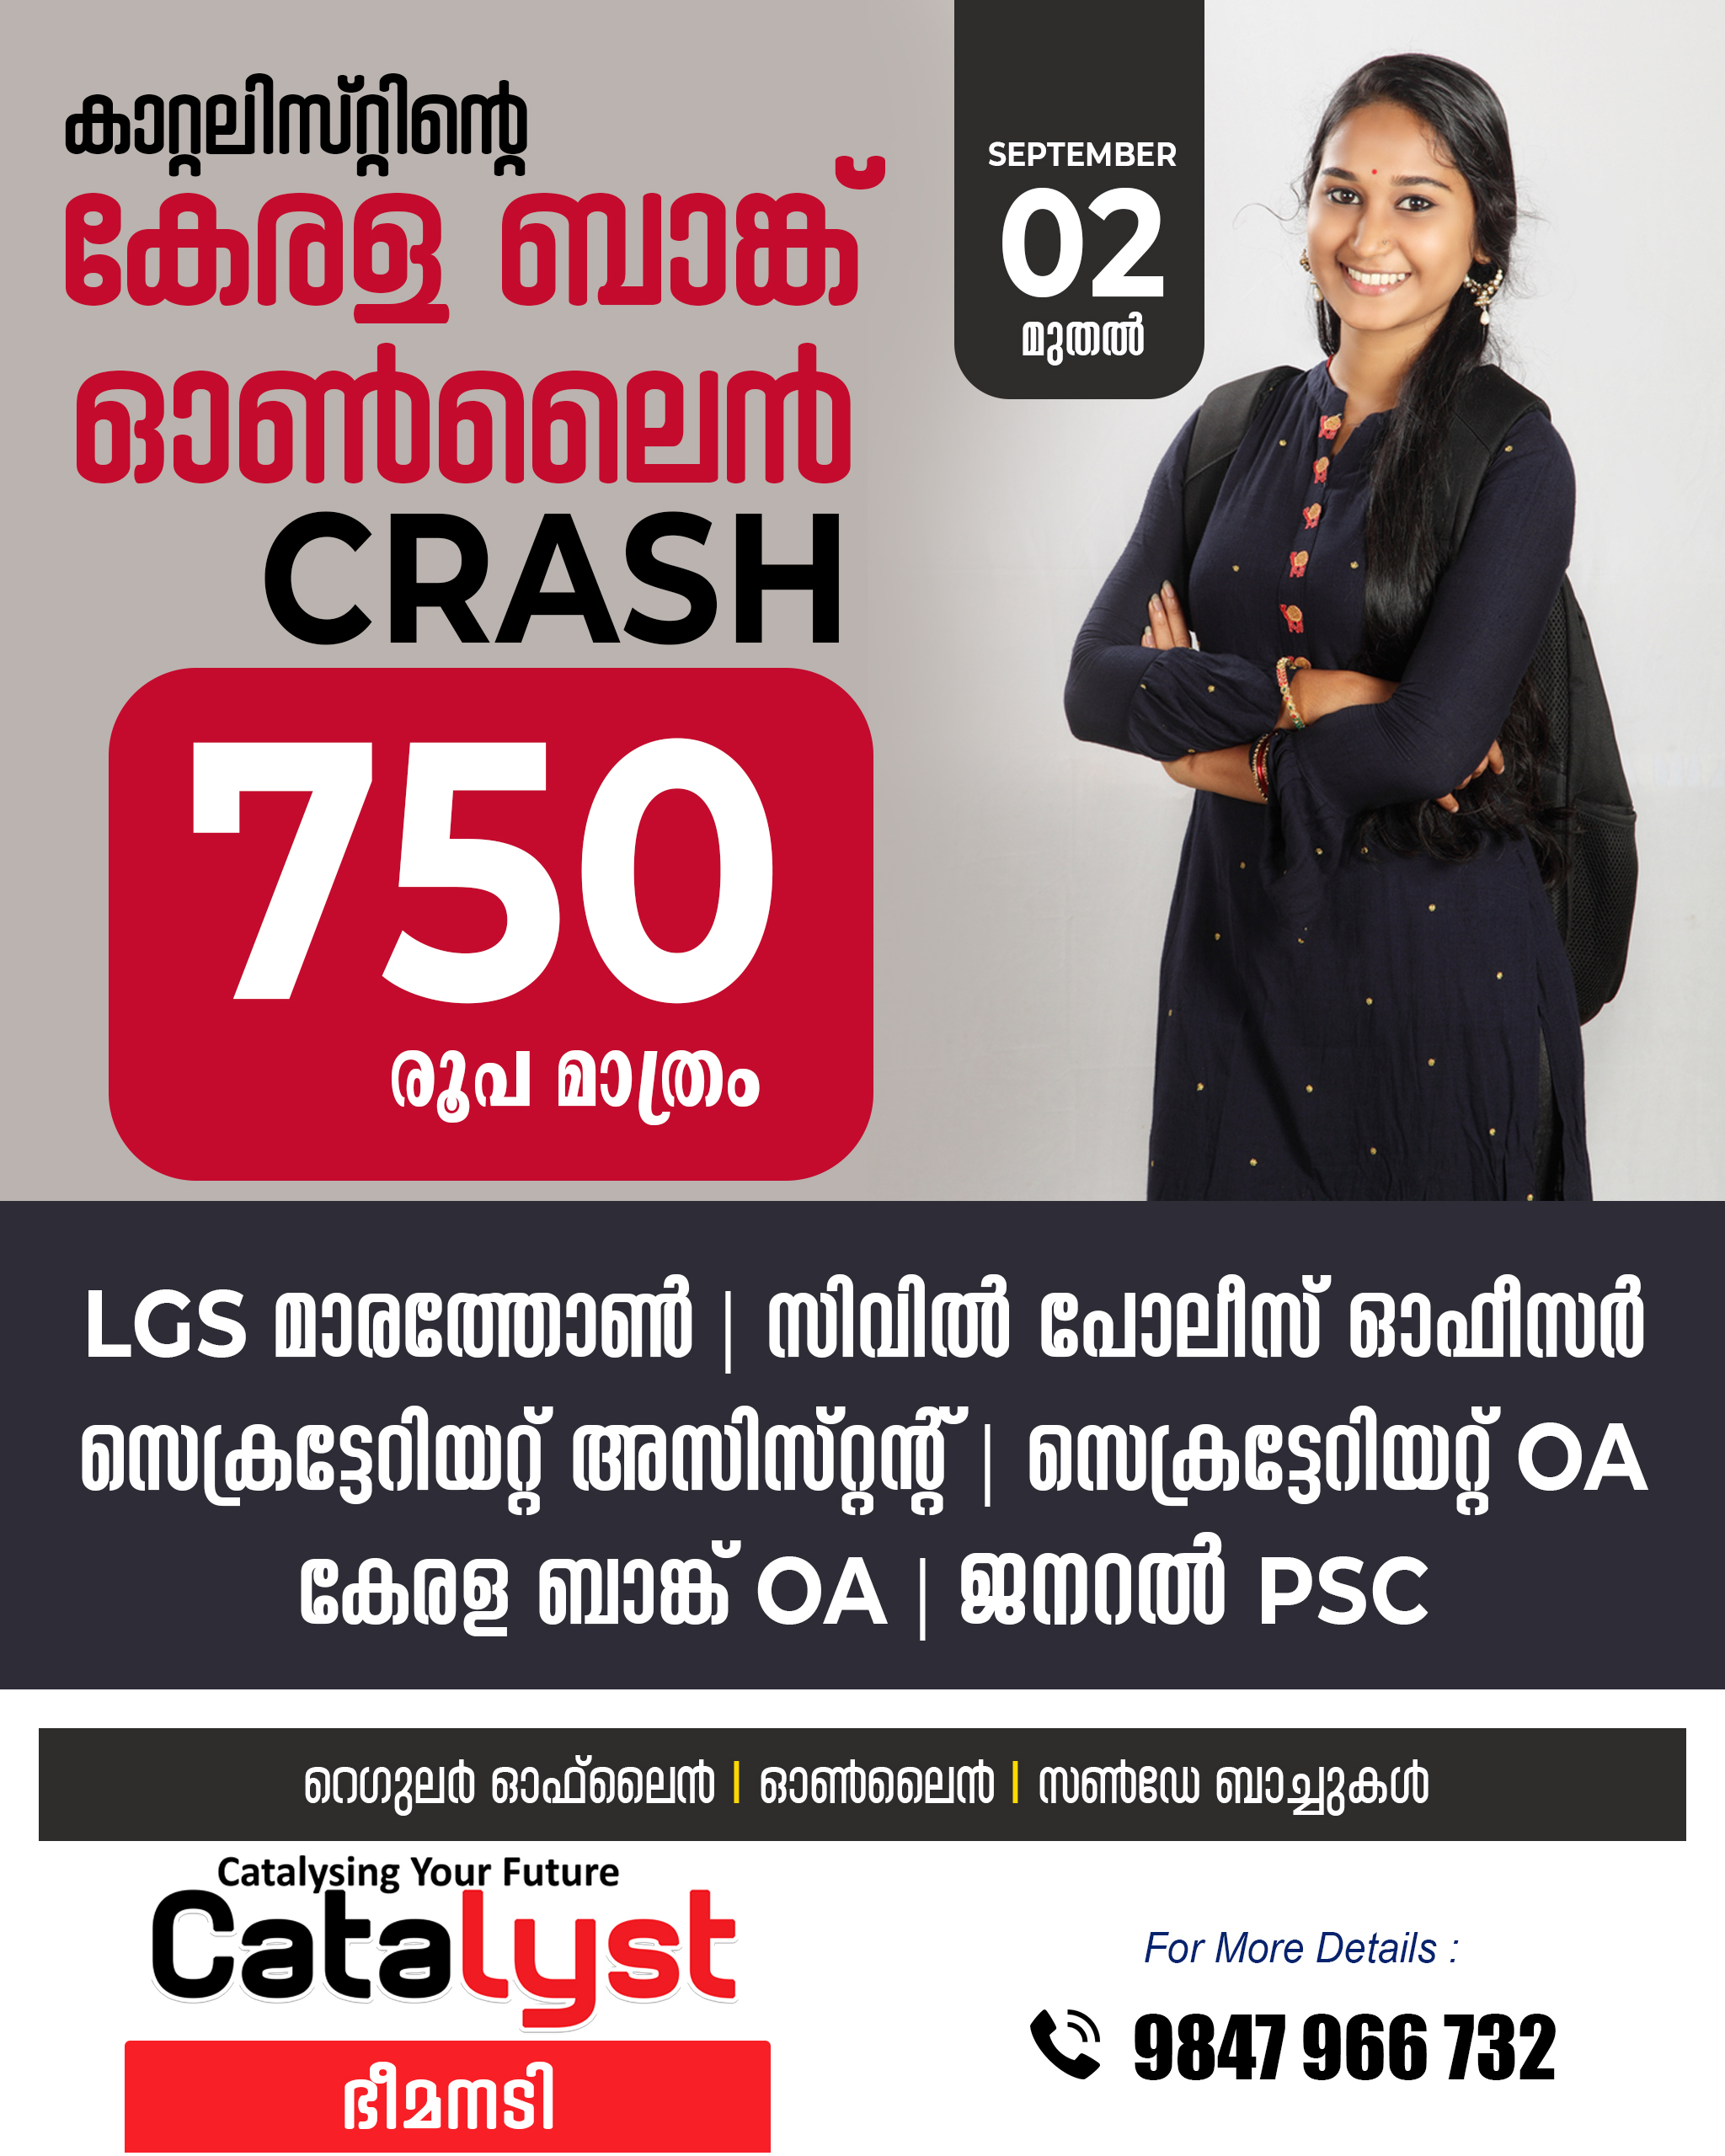 കാറ്റലിസ്റ്റിന്റെ
കേരള ബാങ്ക്
ഓൺലൈൻ
CRASH
750
രൂപ മാത്രം
SEPTEMBER
02
മുതൽ
LGS മാരത്തോൺ | സിവിൽ പോലീസ് ഓഫീസർ
സെക്രട്ടേറിയറ്റ് അസിസ്റ്റന്റ് | സെക്രട്ടേറിയറ്റ് OA
കേരള ബാങ്ക് OA | ജനറൽ PSC
റെഗുലർ ഓഫ്‌ലൈൻ | ഓൺലൈൻ | സൺഡേ ബാച്ചുകൾ
Catalysing Your Future
Catalyst
ഭീമനടി
For More Details :
9847 966 732